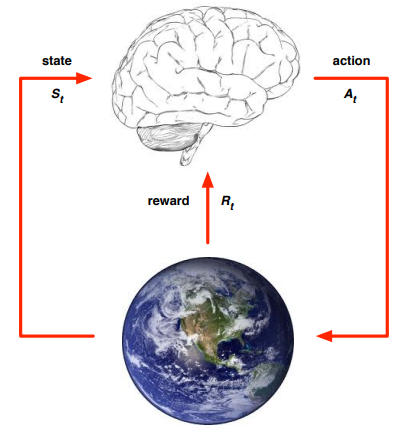 state
S_t
action
A_t
reward R_t